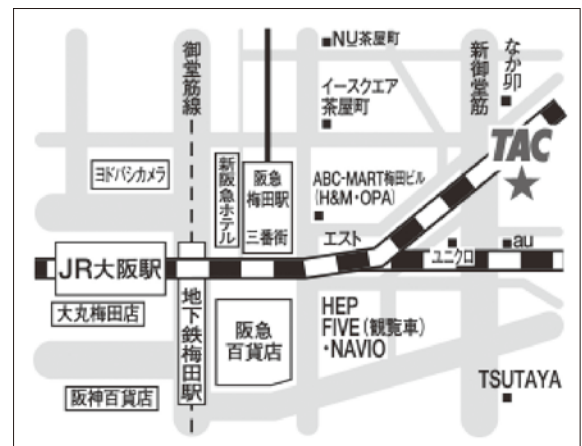 NU茶屋町
御堂筋線
新御堂筋
なか卯
イースクエア
茶屋町
TAC
ヨドバシカメラ
新阪急ホテル
阪急
梅田駅
三番街
ABC-MART梅田ビル
(H&M・OPA)
エスト
ユニクロ
au
JR大阪駅
大丸梅田店
地下鉄梅田駅
阪急
百貨店
HEP
FIVE(観覧車)
・NAVIO
阪神百貨店
TSUTAYA